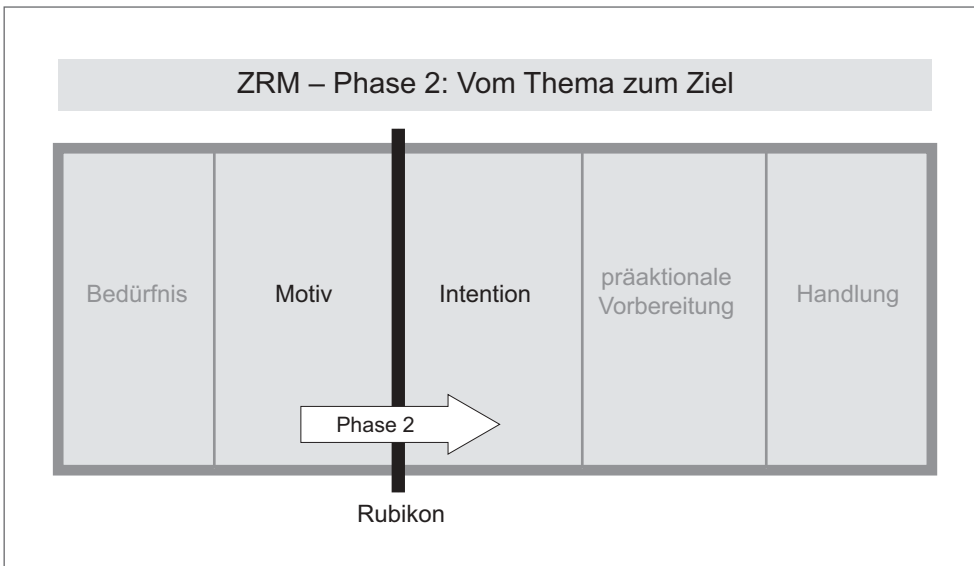 ZRM – Phase 2: Vom Thema zum Ziel
Bedürfnis
Motiv
Intention
präaktionale
Vorbereitung
Handlung
Phase 2
Rubikon